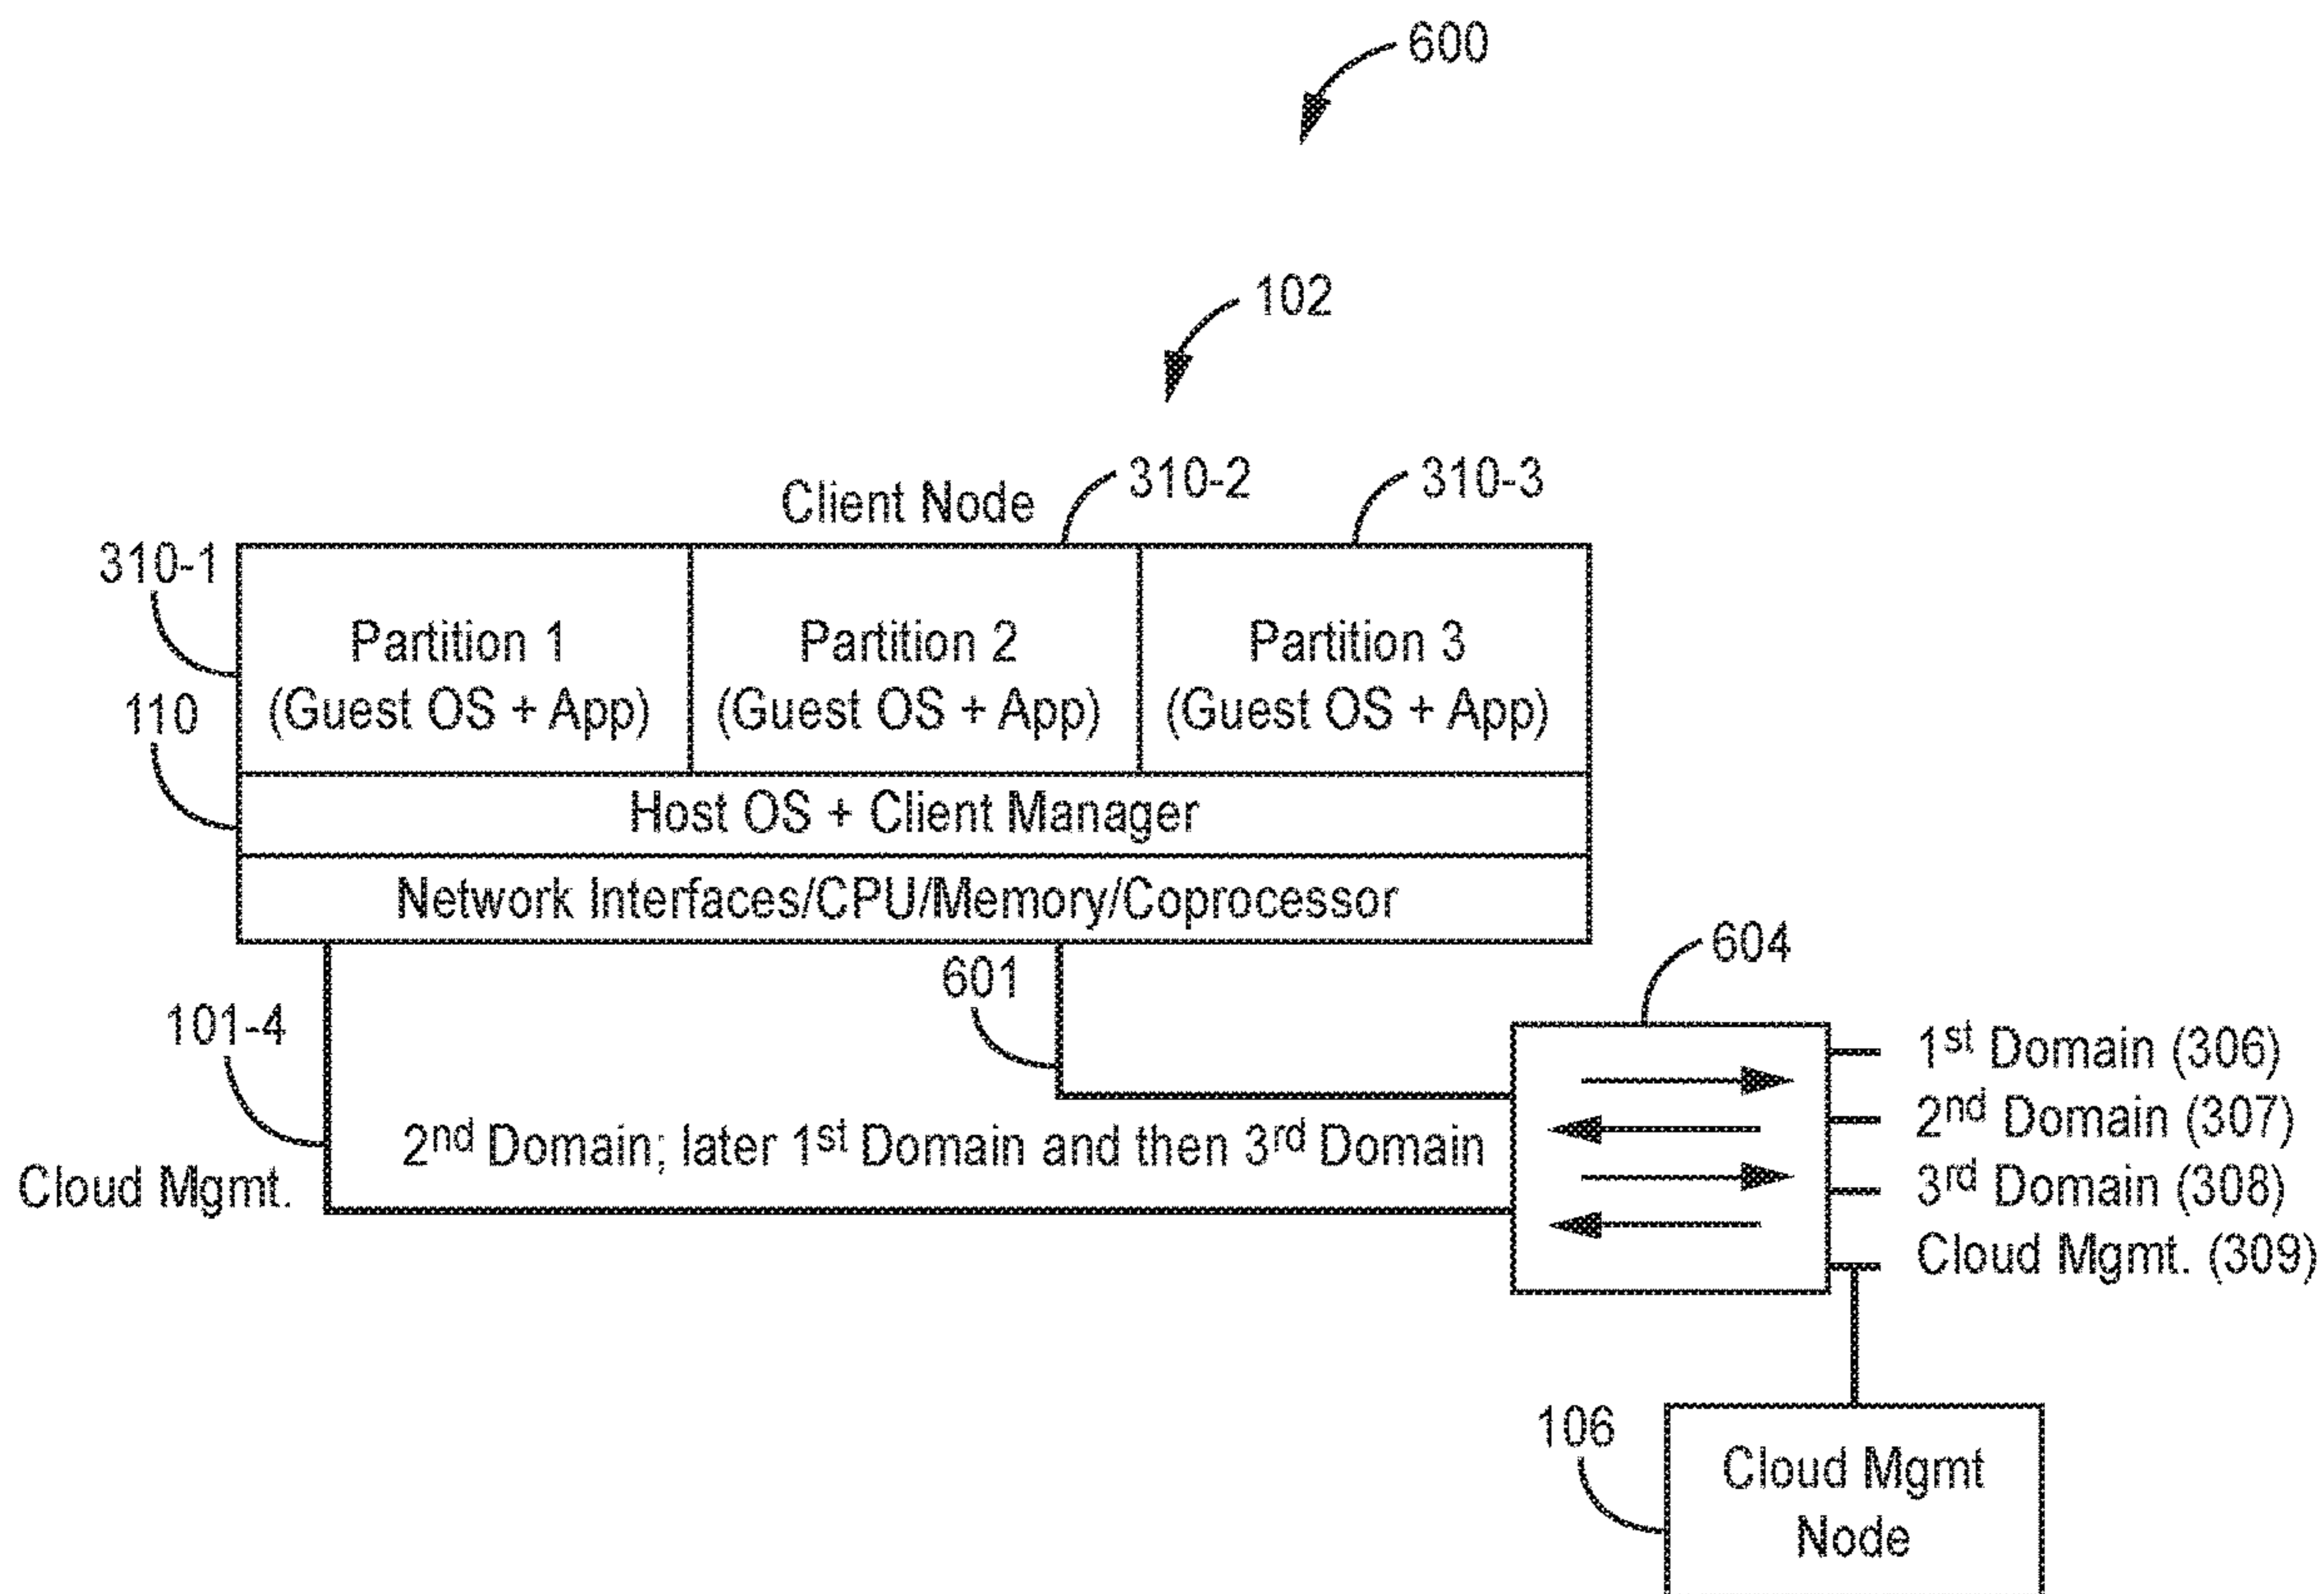 600
102
Client Node
310-2
310-3
310-1
Partition 1
(Guest OS + App)
Partition 2
(Guest OS + App)
Partition 3
(Guest OS + App)
110
Host OS + Client Manager
Network Interfaces/CPU/Memory/Coprocessor
601
604
101-4
1st Domain (306)
2nd Domain (307)
2nd Domain; later 1st Domain and then 3rd Domain
Cloud Mgmt.
3rd Domain (308)
Cloud Mgmt. (309)
106
Cloud Mgmt
Node